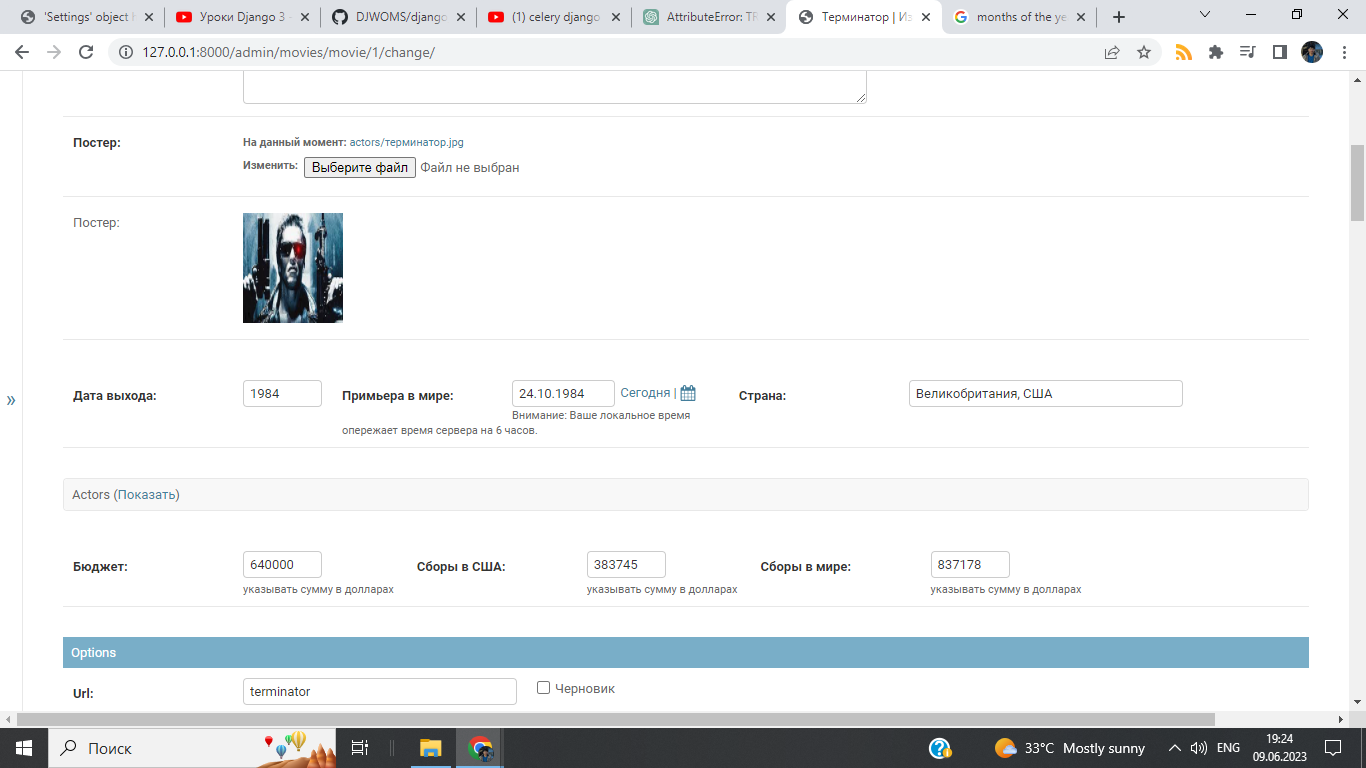 'Settings' object h
Уроки Django 3 -
DJWOMS/django
(1) celery django
AttributeError: TR
Терминатор | Из
months of the ye
127.0.0.1:8000/admin/movies/movie/1/change/
Постер: На данный момент: actors/терминатор.jpg
Изменить: Выберите файл Файл не выбран
Постер:
Дата выхода: 1984 Примьера в мире: 24.10.1984 Сегодня | Страна: Великобритания, США
Внимание: Ваше локальное время
опережает время сервера на 6 часов.
Actors (Показать)
Бюджет: 640000 Сборы в США: 383745 Сборы в мире: 837178
указывать сумму в долларах указывать сумму в долларах указывать сумму в долларах
Options
Url: terminator Черновик
Поиск 33°C Mostly sunny ENG 19:24
09.06.2023